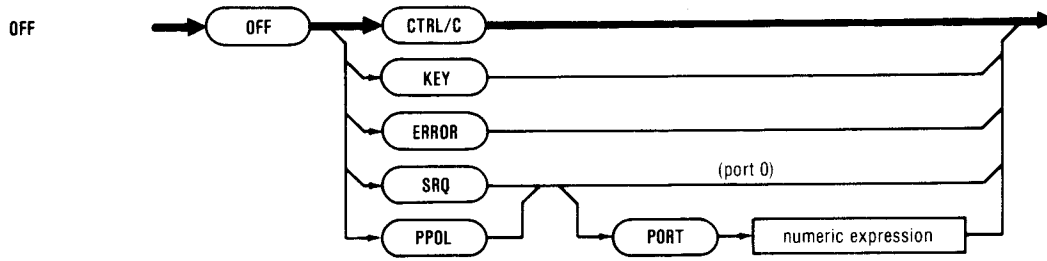 OFF
OFF
CTRL/C
KEY
ERROR
SRQ
(port 0)
PPOL
PORT
numeric expression